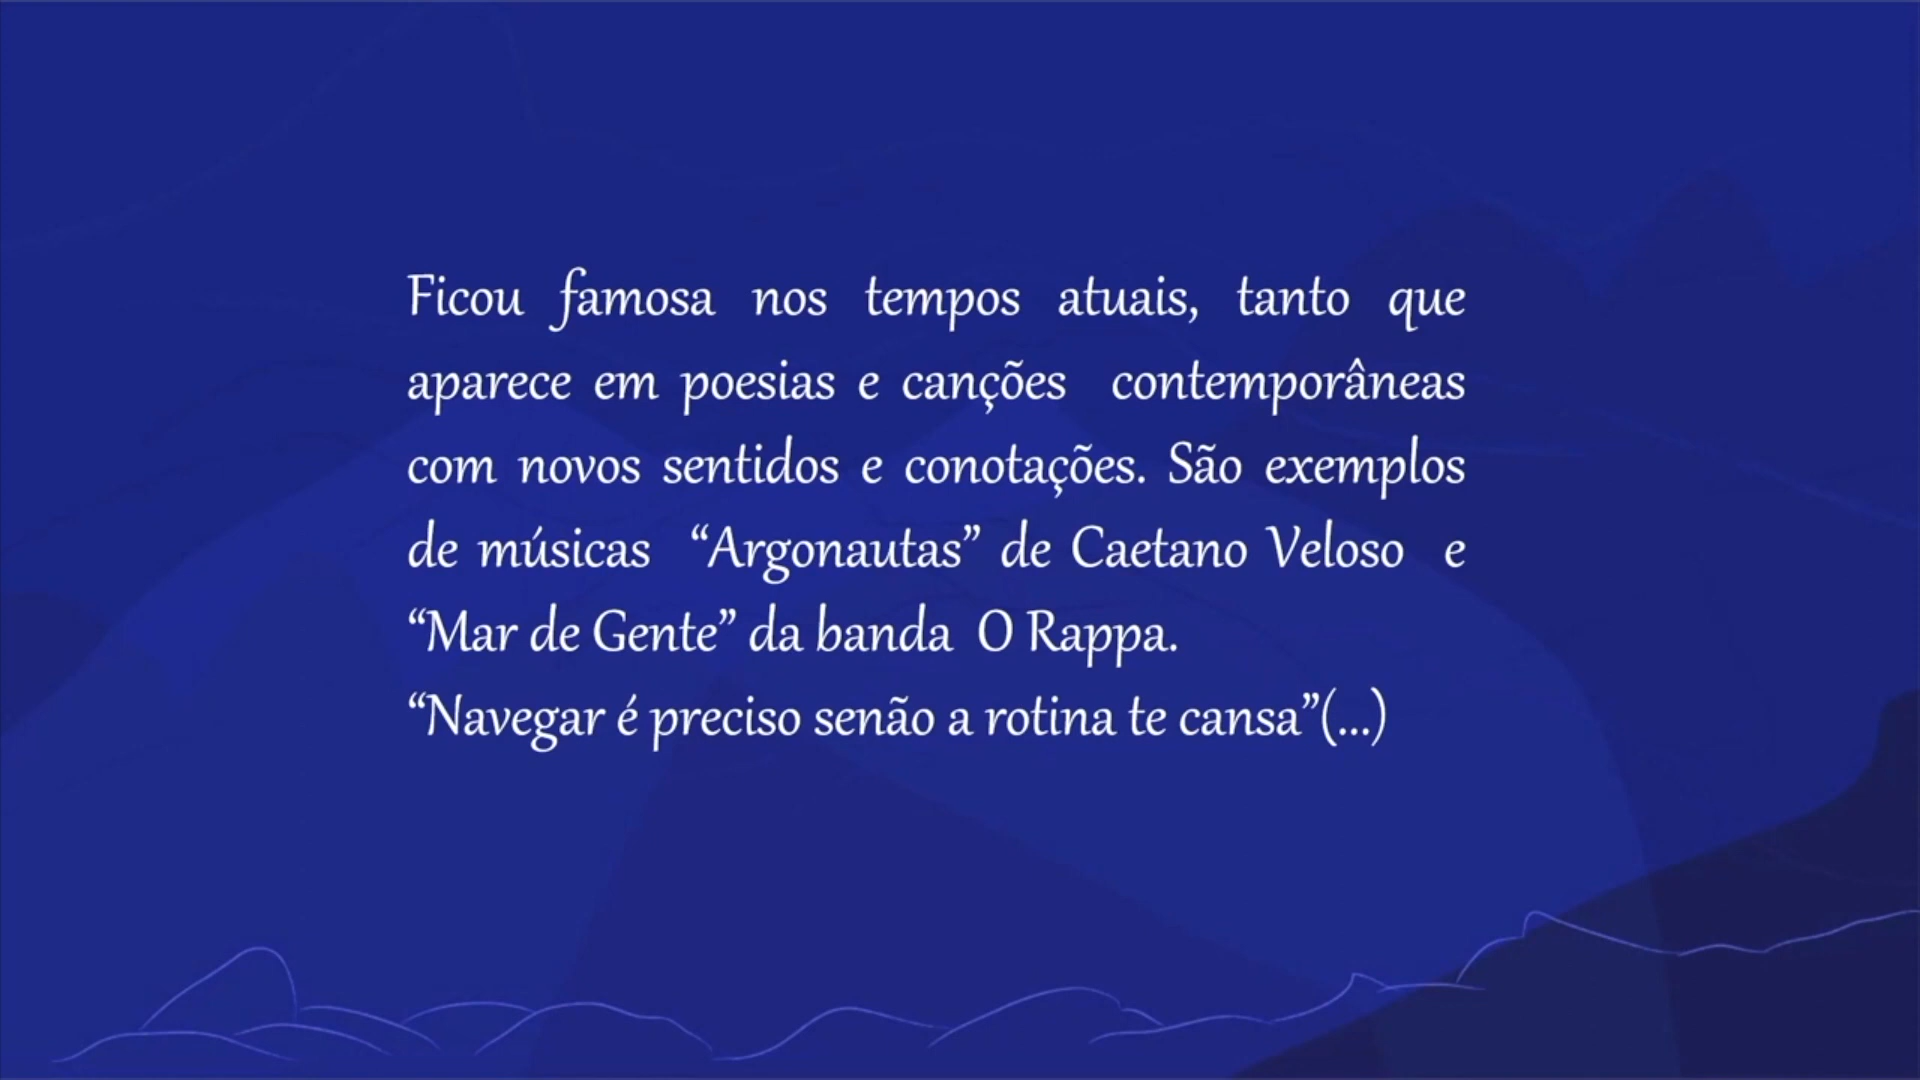 Ficou famosa nos tempos atuais, tanto que
aparece em poesias e canções contemporâneas
com novos sentidos e conotações. São exemplos
de músicas “Argonautas” de Caetano Veloso e
“Mar de Gente” da banda O Rappa.
“Navegar é preciso senão a rotina te cansa”(...)